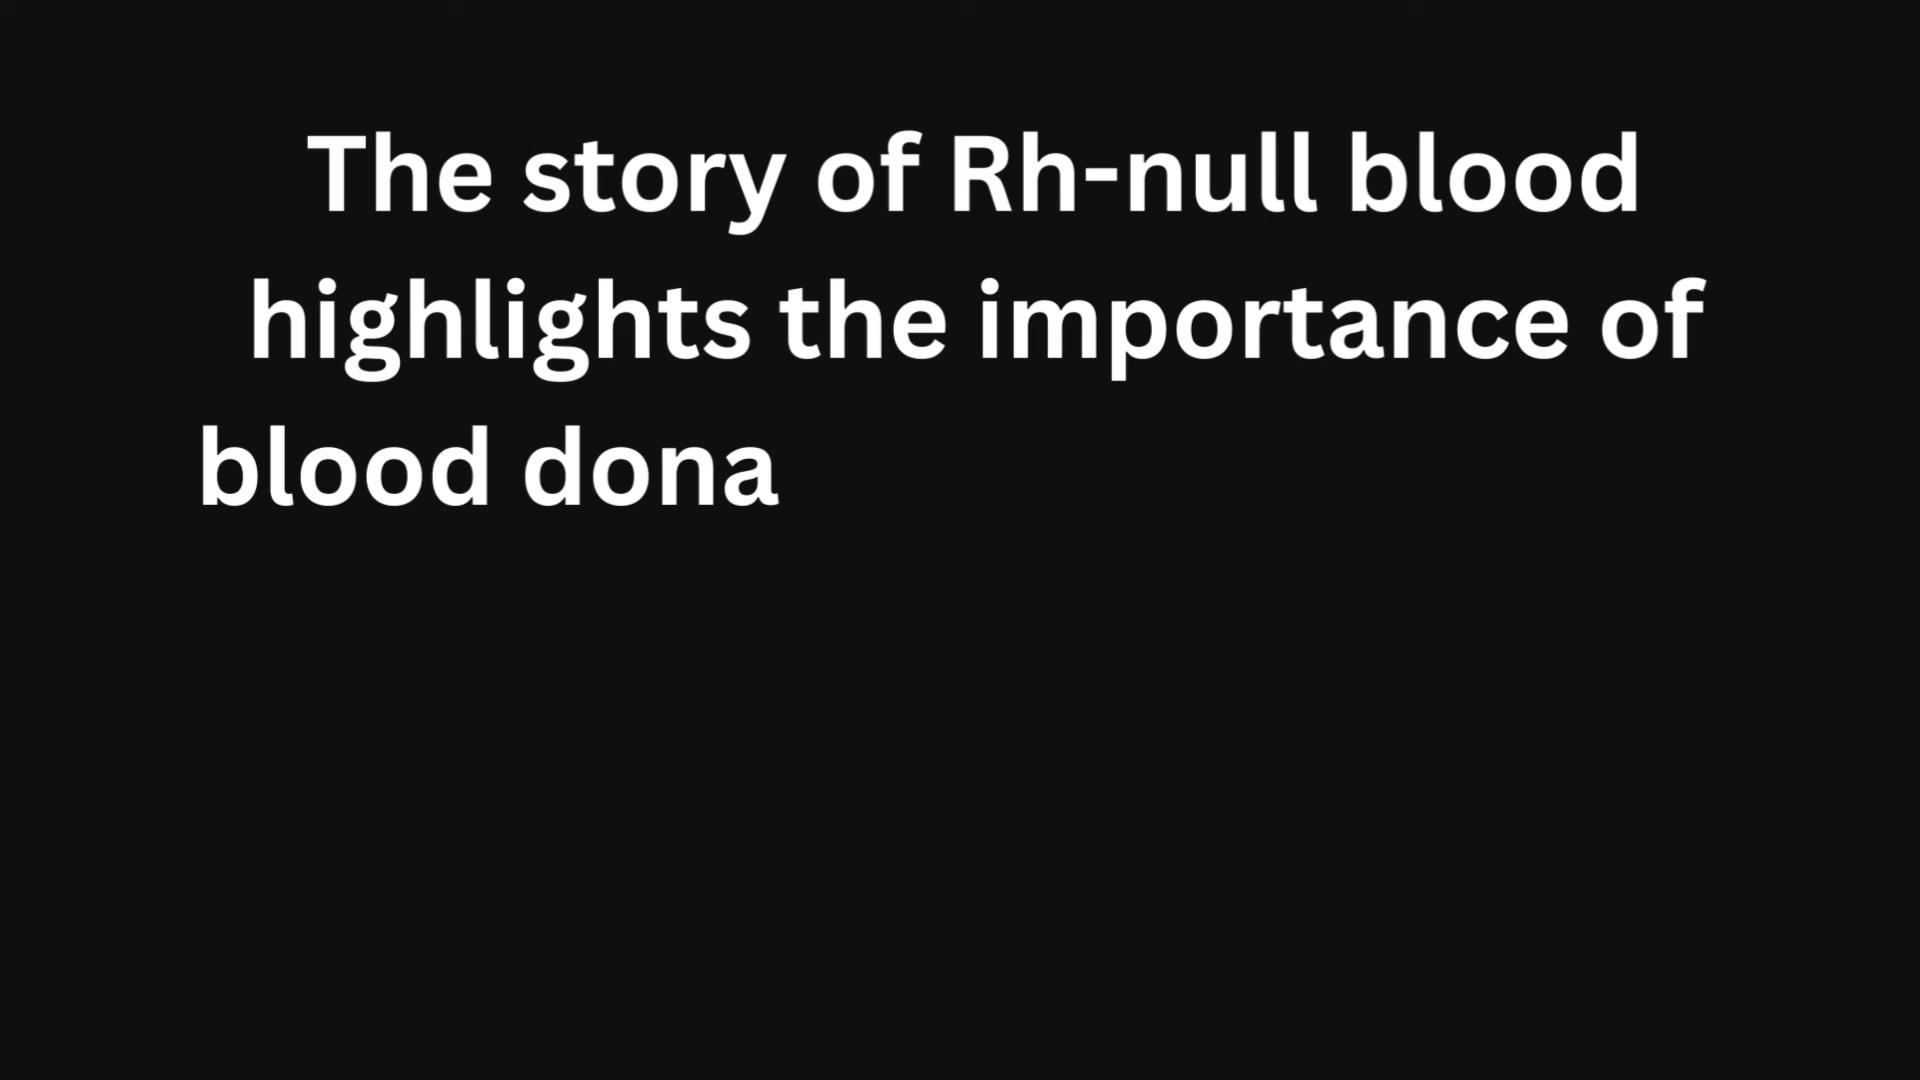 The story of Rh-null blood
highlights the importance of
blood dona